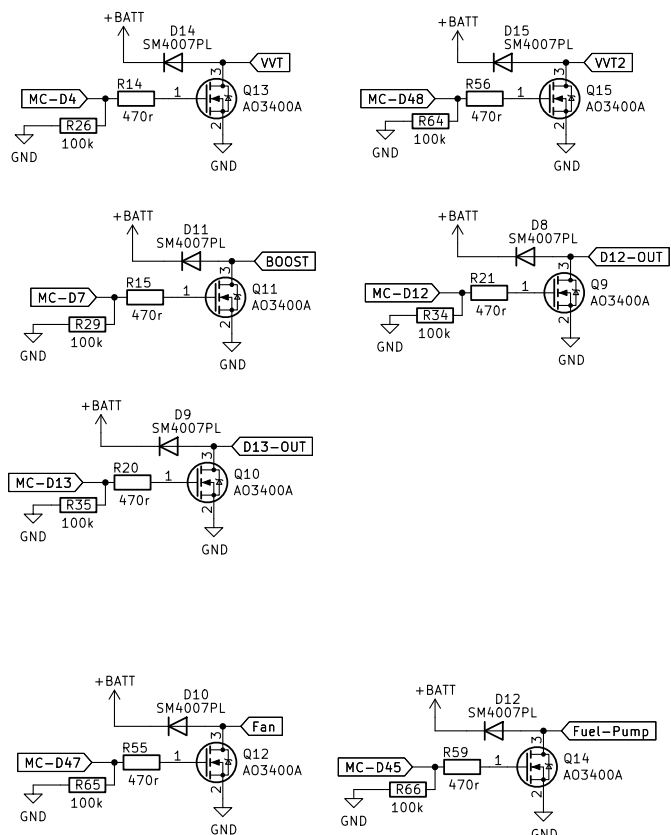 +BATT
D14
SM4007PL
VVT
3
MC-D4
R14
1
Q13
AO3400A
R26
470r
100k
2
GND
GND
+BATT
D15
SM4007PL
VVT2
3
MC-D48
R56
1
Q15
AO3400A
R64
470r
100k
2
GND
GND
+BATT
D11
SM4007PL
BOOST
3
MC-D7
R15
1
Q11
AO3400A
R29
470r
100k
2
GND
GND
+BATT
D8
SM4007PL
D12-OUT
3
MC-D12
R21
1
Q9
AO3400A
R34
470r
100k
2
GND
GND
+BATT
D9
SM4007PL
D13-OUT
3
MC-D13
R20
1
Q10
AO3400A
R35
470r
100k
2
GND
GND
+BATT
D10
SM4007PL
Fan
3
MC-D47
R55
1
Q12
AO3400A
R65
470r
100k
2
GND
GND
+BATT
D12
SM4007PL
Fuel-Pump
3
MC-D45
R59
1
Q14
AO3400A
R66
470r
100k
2
GND
GND